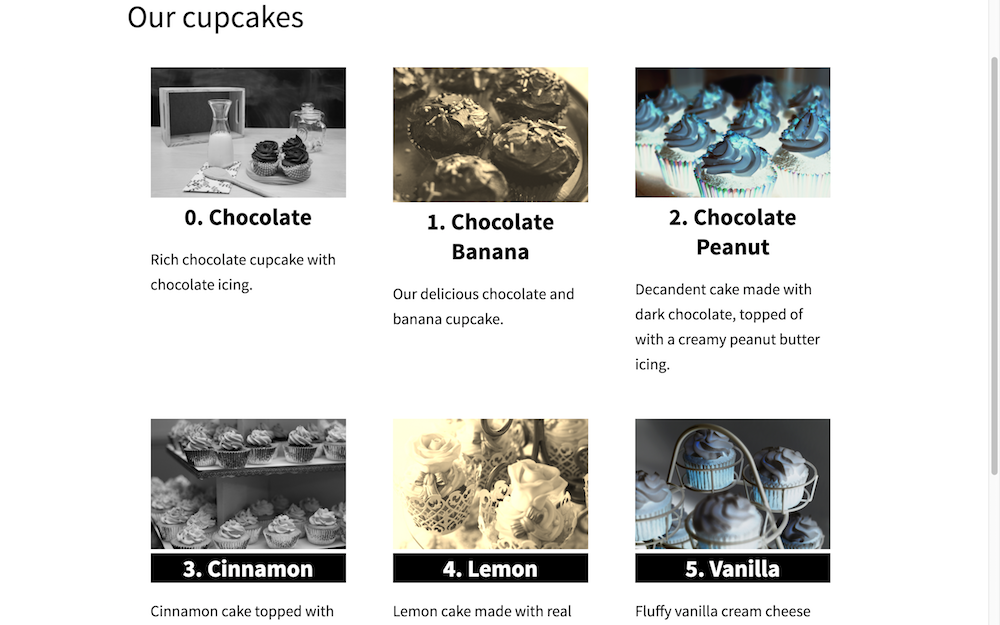 Our cupcakes
0. Chocolate
Rich chocolate cupcake with
chocolate icing.
1. Chocolate
Banana
Our delicious chocolate and
banana cupcake.
2. Chocolate
Peanut
Decandent cake made with
dark chocolate, topped of
with a creamy peanut butter
icing.
3. Cinnamon
Cinnamon cake topped with
4. Lemon
Lemon cake made with real
5. Vanilla
Fluffy vanilla cream cheese